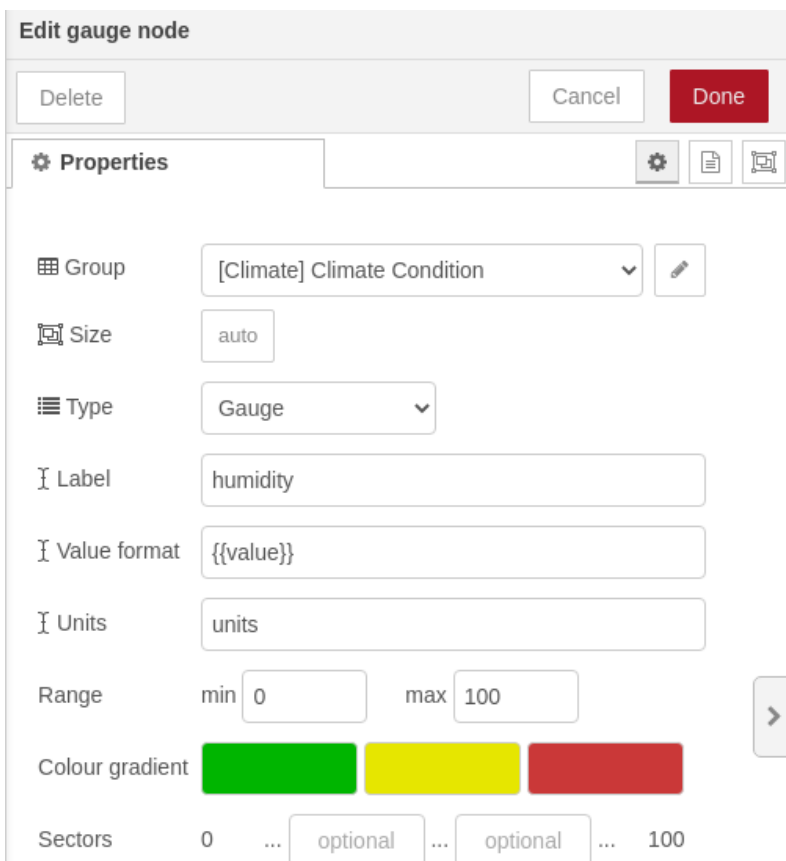 Edit gauge node
Delete Cancel Done
Properties
Group [Climate] Climate Condition
Size auto
Type Gauge
Label humidity
Value format {{value}}
Units units
Range min 0 max 100
Colour gradient
Sectors 0 ... optional ... optional ... 100